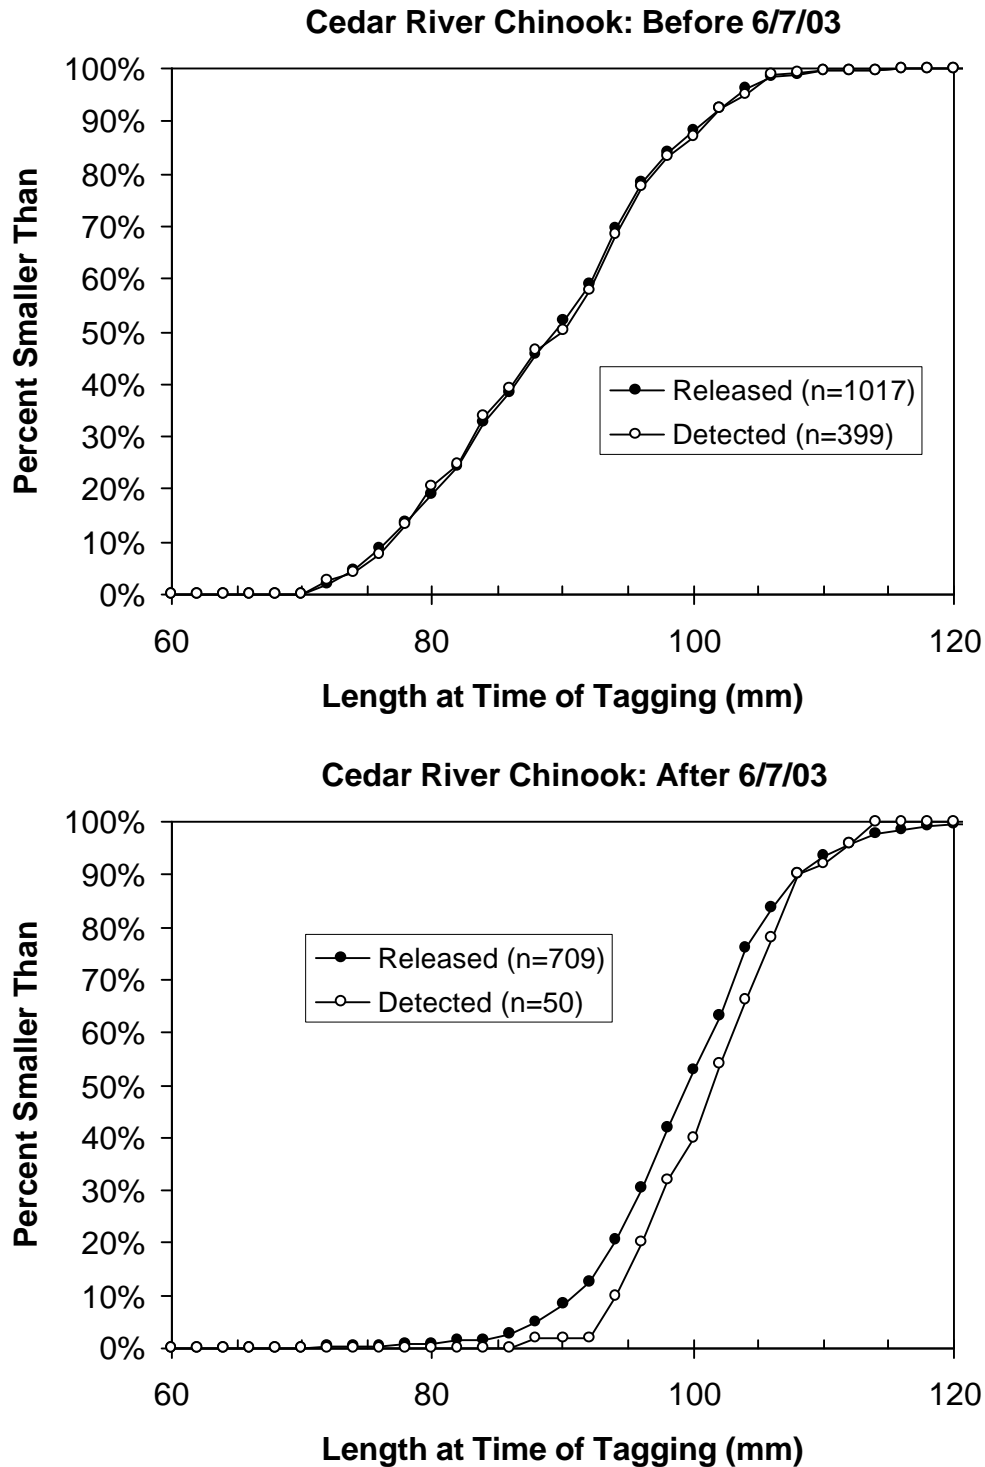 Cedar River Chinook: Before 6/7/03
100%
90%
80%
70%
60%
50%
40%
30%
20%
10%
0%
Percent Smaller Than
Released (n=1017)
Detected (n=399)
60 80 100 120
Length at Time of Tagging (mm)
Cedar River Chinook: After 6/7/03
100%
90%
80%
70%
60%
50%
40%
30%
20%
10%
0%
Percent Smaller Than
Released (n=709)
Detected (n=50)
60 80 100 120
Length at Time of Tagging (mm)